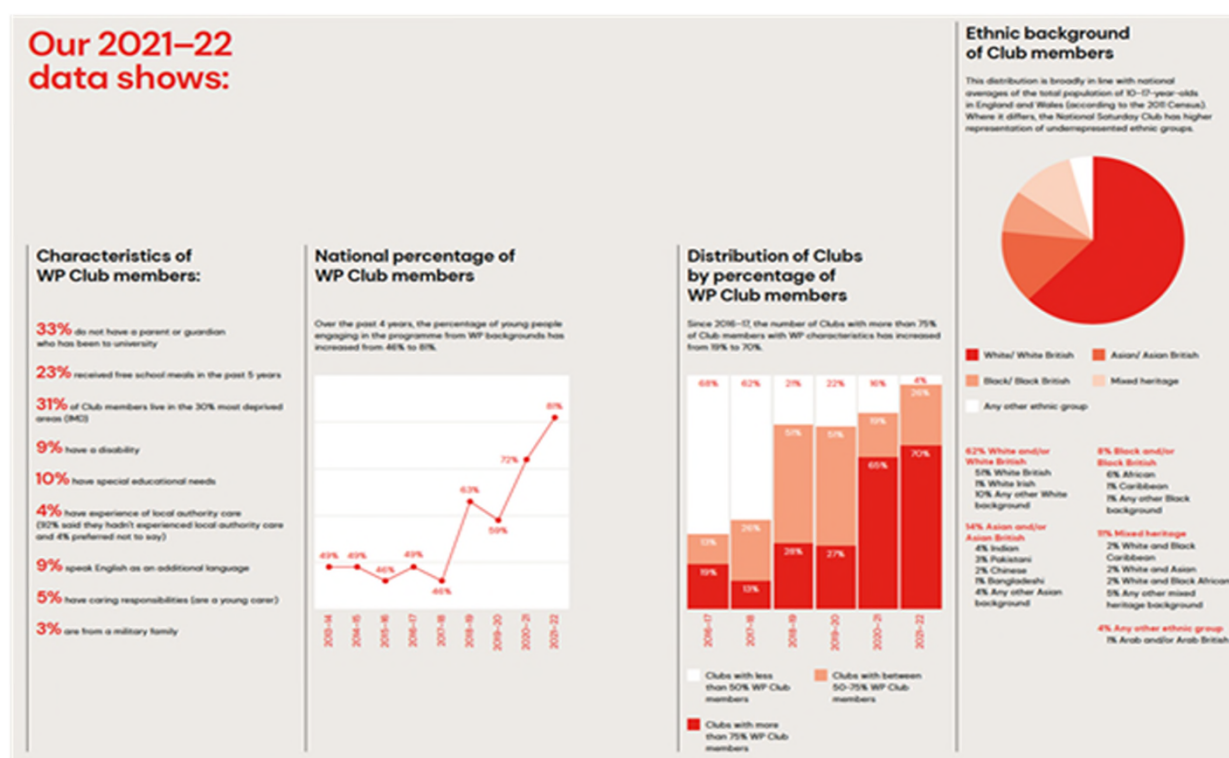 Our 2021–22
data shows:
Characteristics of
WP Club members:
33% do not have a parent or guardian
who has been to university
23% received free school meals in the past 5 years
31% of Club members live in the 30% most deprived
areas (IMD)
9% have a disability
10% have special educational needs
4% have experience of local authority care
(92% said they hadn't experienced local authority care
and 4% preferred not to say)
9% speak English as an additional language
5% have caring responsibilities (are a young carer)
3% are from a military family
National percentage of
WP Club members
Over the past 4 years, the percentage of young people
engaging in the programme from WP backgrounds has
increased from 46% to 81%.
49%
49%
46%
49%
46%
63%
59%
72%
81%
2013–14
2014–15
2015–16
2016–17
2017–18
2018–19
2019–20
2020–21
2021–22
Distribution of Clubs
by percentage of
WP Club members
Since 2016–17, the number of Clubs with more than 75%
of Club members with WP characteristics has increased
from 19% to 70%.
68%
62%
21%
22%
16%
4%
13%
26%
51%
51%
19%
26%
19%
13%
28%
27%
65%
70%
2016–17
2017–18
2018–19
2019–20
2020–21
2021–22
Clubs with less
than 50% WP Club
members
Clubs with between
50-75% WP Club
members
Clubs with more
than 75% WP Club
members
Ethnic background
of Club members
This distribution is broadly in line with national
averages of the total population of 10–17-year-olds
in England and Wales (according to the 2011 Census).
Where it differs, the National Saturday Club has higher
representation of underrepresented ethnic groups.
White/ White British
Asian/ Asian British
Black/ Black British
Mixed heritage
Any other ethnic group
62% White and/or
White British
51% White British
1% White Irish
10% Any other White
background
14% Asian and/or
Asian British
4% Indian
3% Pakistani
2% Chinese
1% Bangladeshi
4% Any other Asian
background
8% Black and/or
Black British
6% African
1% Caribbean
1% Any other Black
background
11% Mixed heritage
2% White and Black
Caribbean
2% White and Asian
2% White and Black African
5% Any other mixed
heritage background
4% Any other ethnic group
1% Arab and/or Arab British